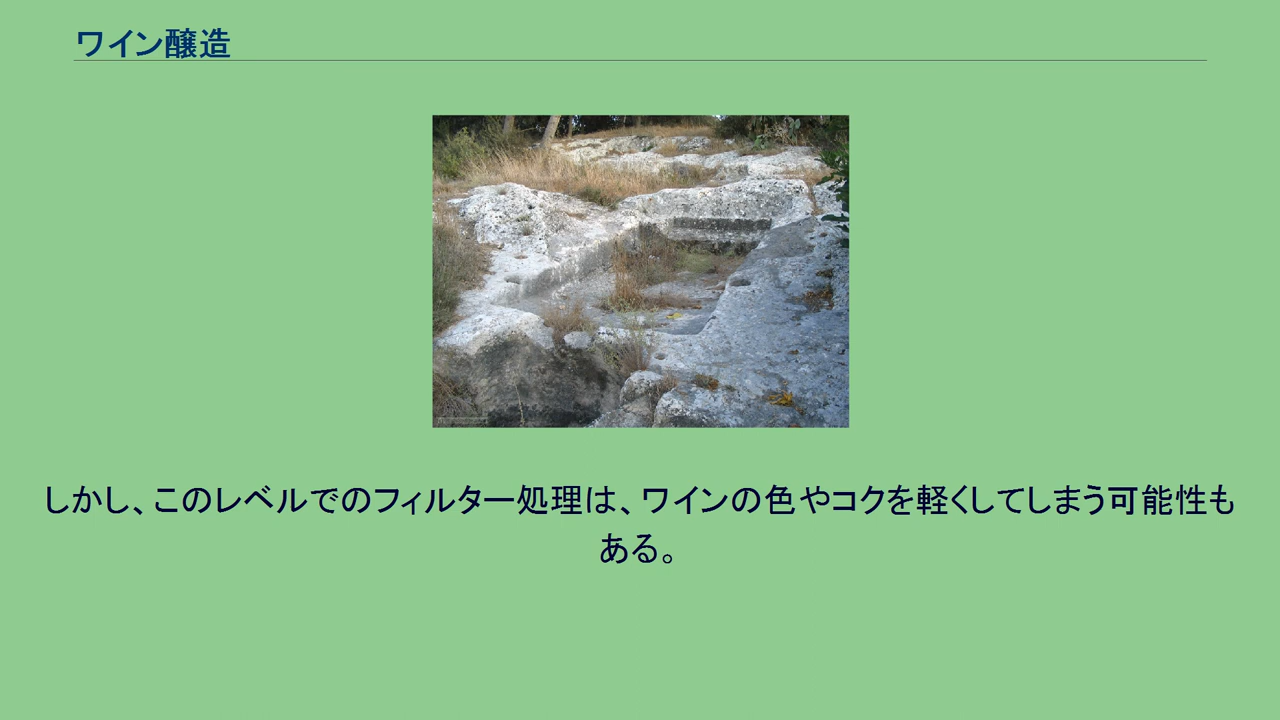 ワイン醸造
しかし、このレベルでのフィルター処理は、ワインの色やコクを軽くしてしまう可能性も
ある。